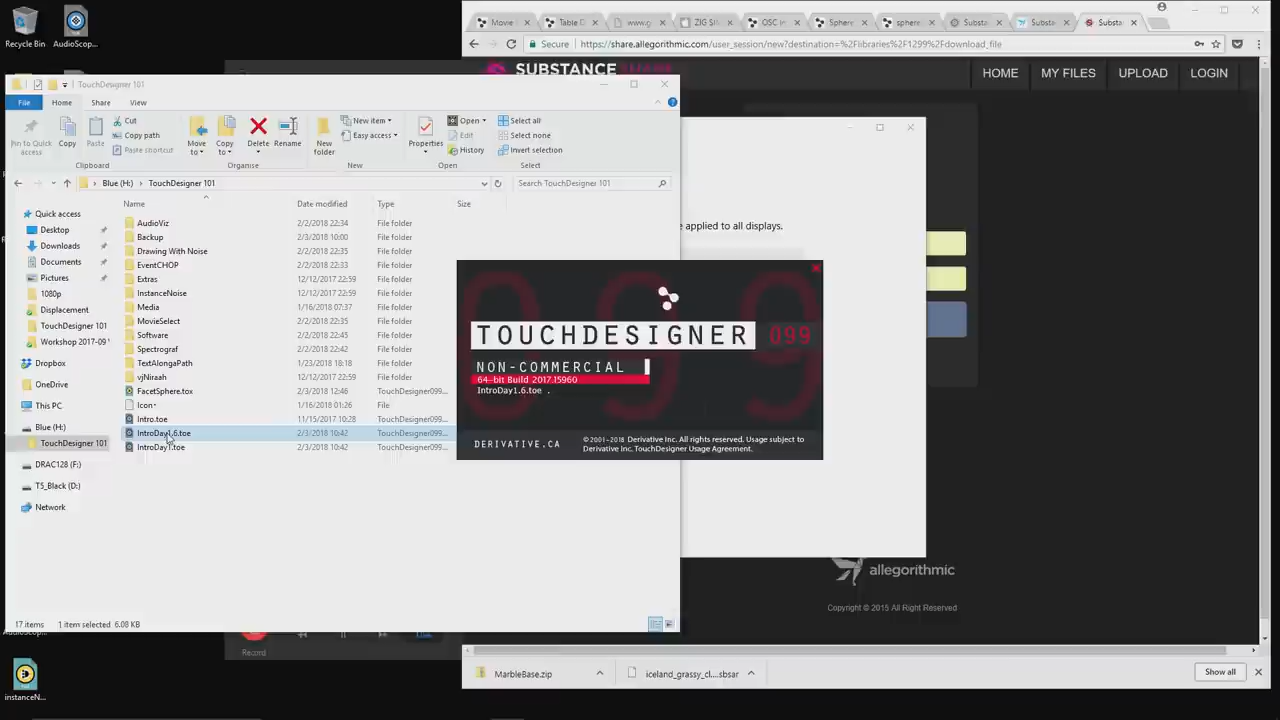 Recycle Bin
AudioScop...
Movie
Table D
www.g
ZIG SIM
OSC in
Sphere
sphere
Substa
Substa
Substa
Secure
https://share.allegorithmic.com/user_session/new?destination=%2Flibraries%2F1299%2Fdownload_file
SUBSTANCE
HOME
MY FILES
UPLOAD
LOGIN
TouchDesigner 101
File
Home
Share
View
Pin to Quick access
Copy
Paste
Cut
Copy path
Paste shortcut
Clipboard
Move to
Copy to
Delete
Rename
Organise
New folder
New item
Easy access
New
Properties
Open
Edit
History
Open
Select all
Select none
Invert selection
Select
Blue (H:)
TouchDesigner 101
Search TouchDesigner 101
Name
Date modified
Type
Size
Quick access
Desktop
Downloads
Documents
Pictures
1080p
Displacement
TouchDesigner 101
Workshop 2017-09
Dropbox
OneDrive
This PC
Blue (H:)
TouchDesigner 101
DRAC128 (F:)
T5_Black (D:)
Network
AudioViz 2/2/2018 22:34 File folder
Backup 2/3/2018 10:00 File folder
Drawing With Noise 2/2/2018 22:35 File folder
EventCHOP 2/2/2018 22:33 File folder
Extras 12/12/2017 22:59 File folder
InstanceNoise 12/12/2017 22:59 File folder
Media 1/16/2018 07:37 File folder
MovieSelect 2/2/2018 22:35 File folder
Software 2/2/2018 22:45 File folder
Spectrograf 2/2/2018 22:42 File folder
TextAlongPath 1/23/2018 18:18 File folder
vjNiraah 12/12/2017 22:59 File folder
FacetSphere.tox 2/3/2018 12:46 TouchDesigner099...
Icon 1/16/2018 01:26 File
Intro.toe 11/15/2017 10:28 TouchDesigner099...
IntroDay1.6.toe 2/3/2018 10:42 TouchDesigner099...
IntroDay1.toe 2/3/2018 10:42 TouchDesigner099...
e applied to all displays.
099
TOUCHDESIGNER 099
NON-COMMERCIAL
64-bit Build 2017.15960
IntroDay1.6.toe .
DERIVATIVE.CA
©2001-2018 Derivative Inc. All rights reserved. Usage subject to
Derivative Inc. TouchDesigner Usage Agreement.
allegorithmic
Copyright © 2015 All Right Reserved
17 items
1 item selected 6.08 KB
Record
instanceN...
MarbleBase.zip
iceland_grassy_cl....sbsar
Show all